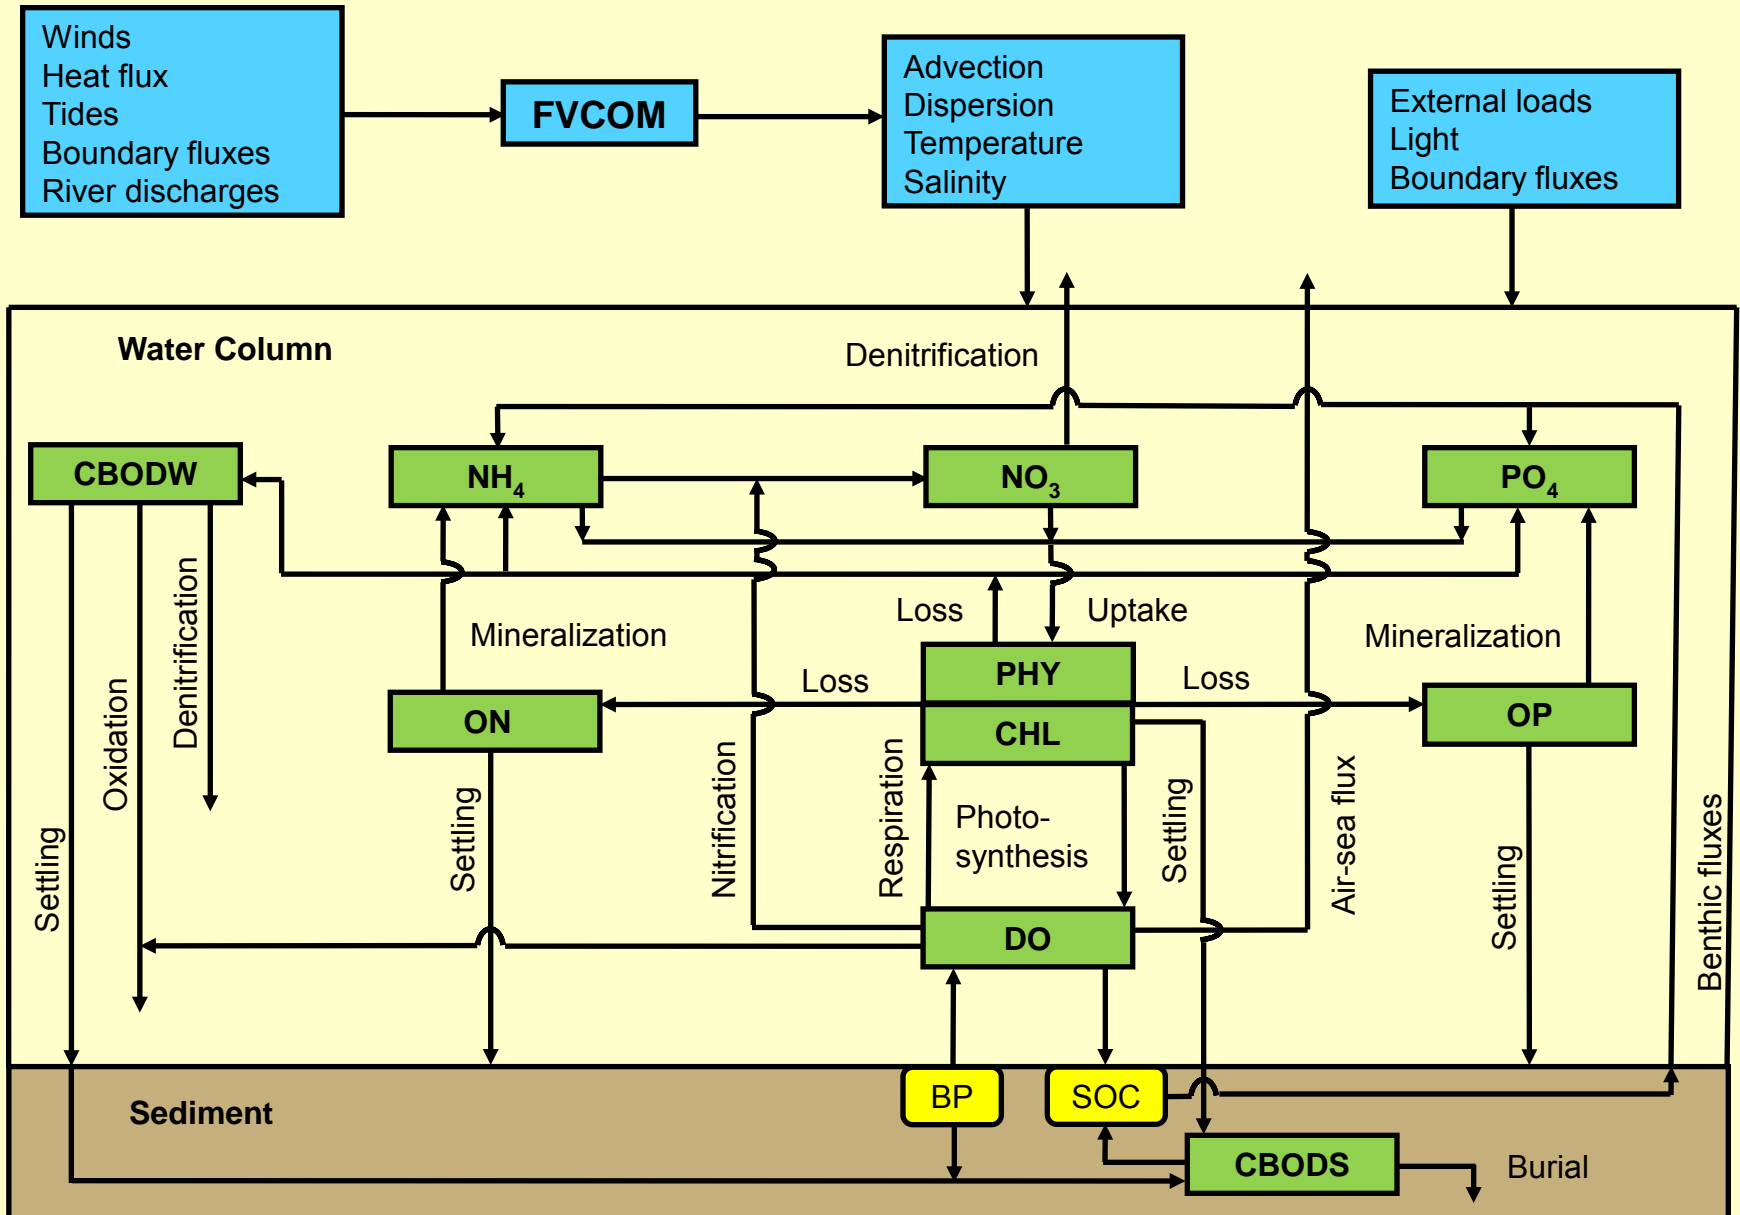 Winds
Heat flux
Tides
Boundary fluxes
River discharges
FVCOM
Advection
Dispersion
Temperature
Salinity
External loads
Light
Boundary fluxes
Water Column
Denitrification
CBODW
NH4
NO3
PO4
Denitrification
Oxidation
Settling
Mineralization
Loss
Uptake
Mineralization
PHY
Loss
Loss
ON
CHL
OP
Settling
Nitrification
Respiration
Photo-
synthesis
Settling
Air-sea flux
Settling
Benthic fluxes
DO
BP
SOC
Sediment
CBODS
Burial